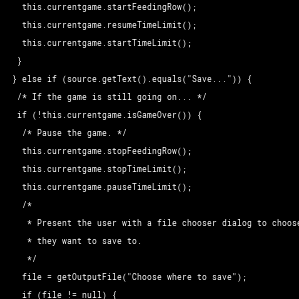 this.currentgame.startFeedingRow();
this.currentgame.resumeTimeLimit();
this.currentgame.startTimeLimit();
}
} else if (source.getText().equals("Save...")) {
/* If the game is still going on... */
if (!this.currentgame.isGameOver()) {
/* Pause the game. */
this.currentgame.stopFeedingRow();
this.currentgame.stopTimeLimit();
this.currentgame.pauseTimeLimit();
/*
* Present the user with a file chooser dialog to choose
* they want to save to.
*/
file = getOutputFile("Choose where to save");
if (file != null) {